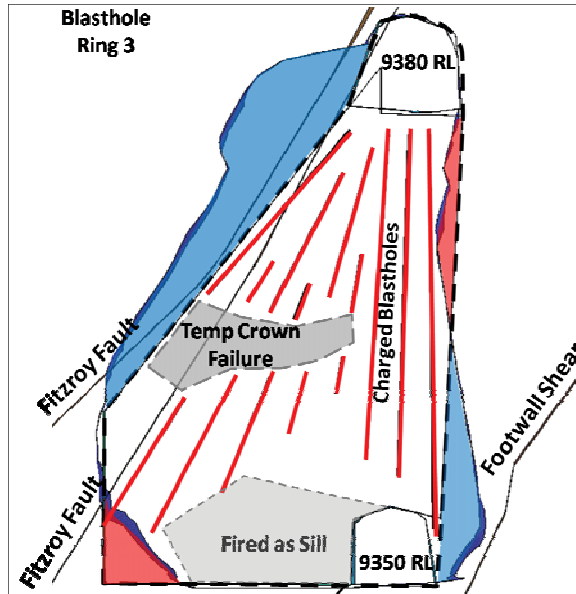 Blasthole
Ring 3
9380 RL
Charged Blastholes
Temp Crown
Failure
Fitzroy Fault
Footwall Shear
Fitzroy Fault
Fired as Sill
9350 RL